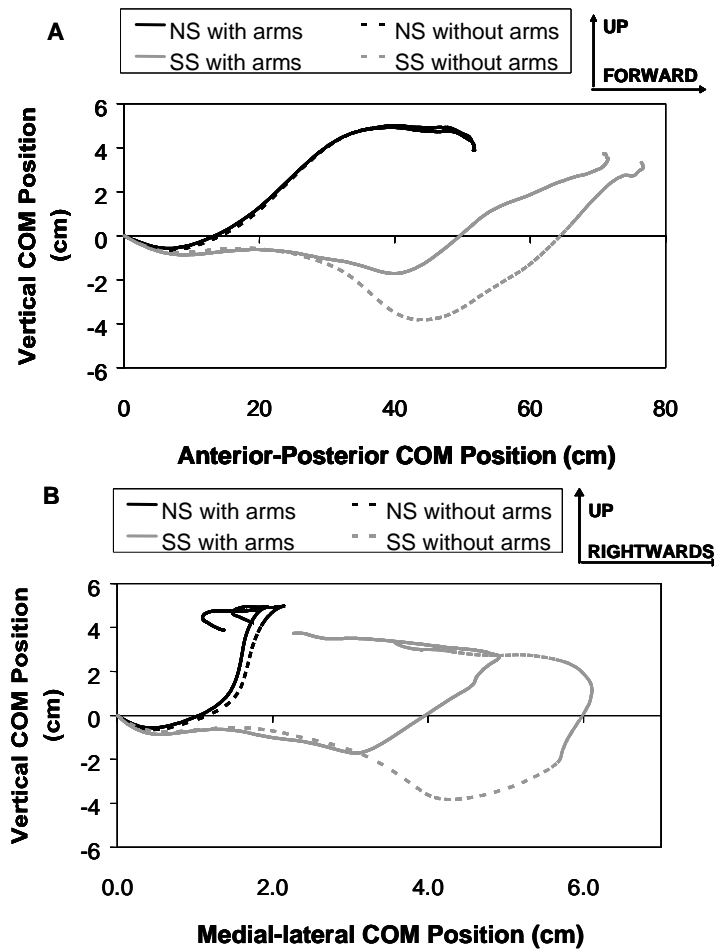 A
NS with arms NS without arms
SS with arms SS without arms
UP
FORWARD
Vertical COM Position
(cm)
6
4
2
0
-2
-4
-6
0 20 40 60 80
Anterior-Posterior COM Position (cm)
B
NS with arms NS without arms
SS with arms SS without arms
UP
RIGHTWARDS
Vertical COM Position
(cm)
6
4
2
0
-2
-4
-6
0.0 2.0 4.0 6.0
Medial-lateral COM Position (cm)